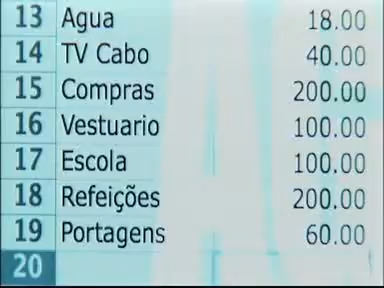 13 Agua 18.00
14 TV Cabo 40.00
15 Compras 200.00
16 Vestuario 100.00
17 Escola 100.00
18 Refeições 200.00
19 Portagens 60.00
20